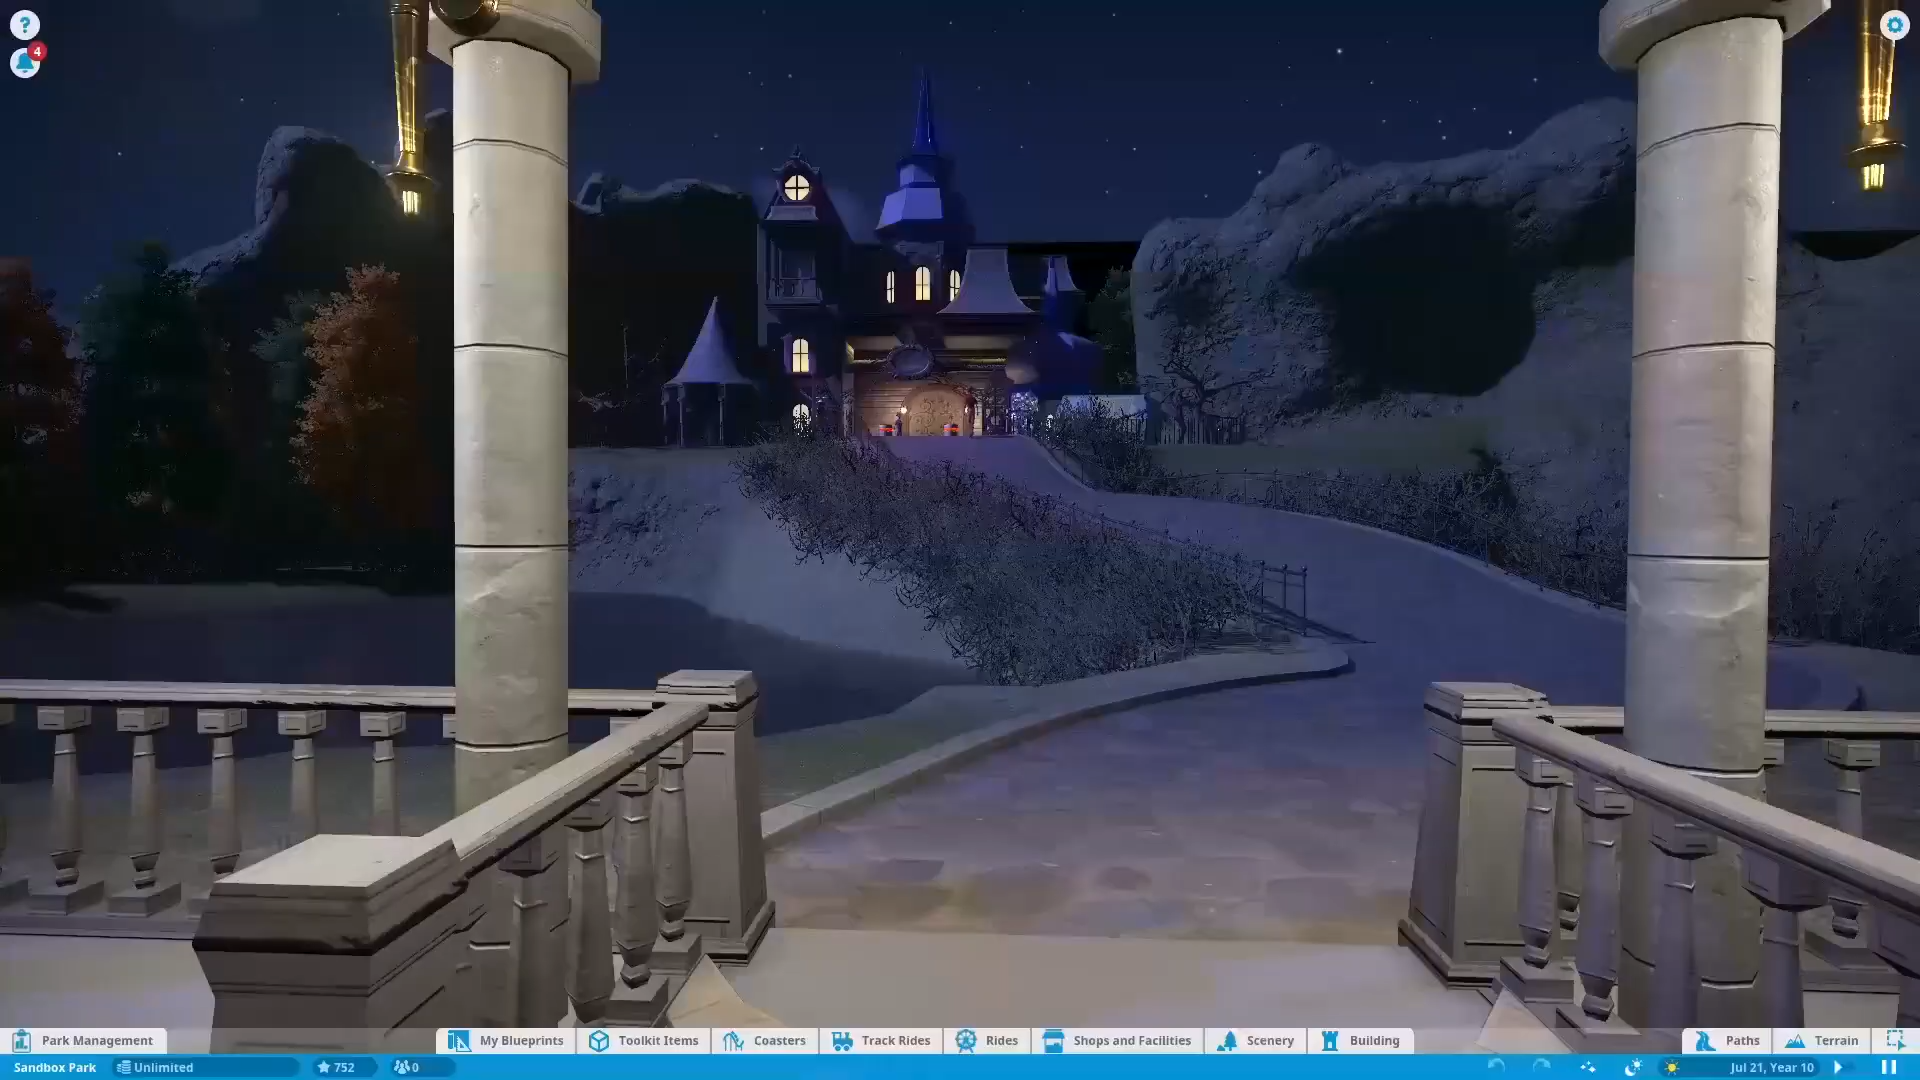 ?
4
Park Management
My Blueprints
Toolkit Items
Coasters
Track Rides
Rides
Shops and Facilities
Scenery
Building
Paths
Terrain
Sandbox Park
Unlimited
752
0
Jul 21, Year 10